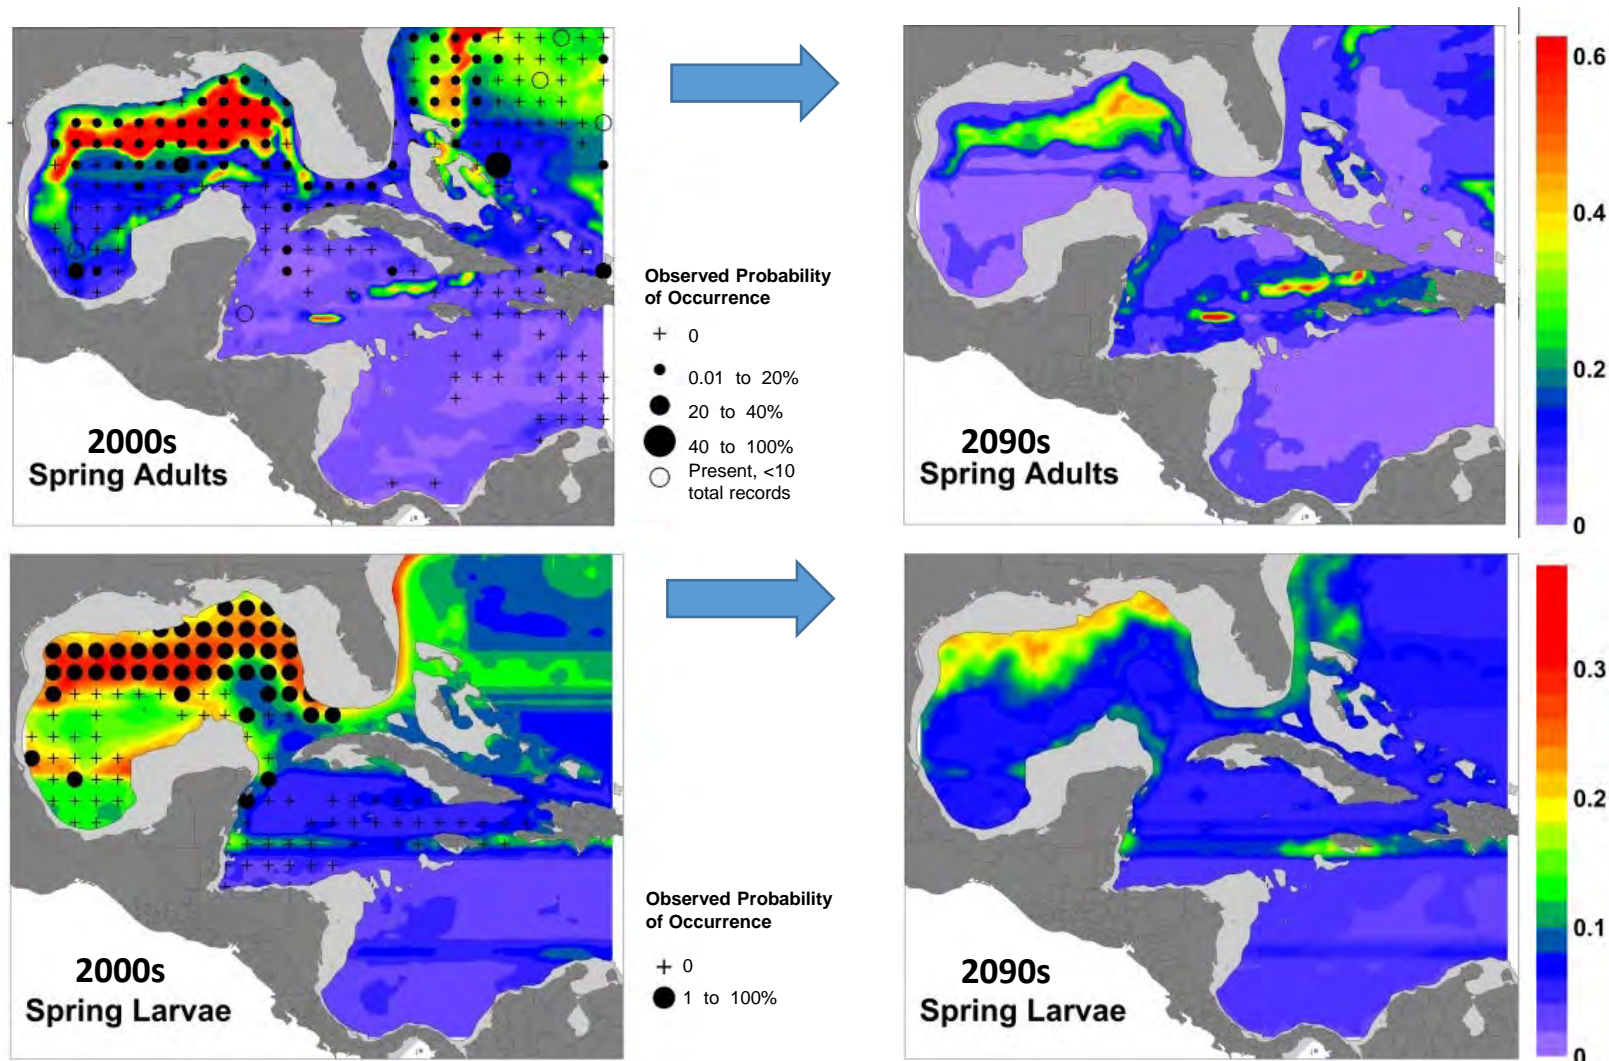 2000s
Spring Adults
Observed Probability
of Occurrence
0
0.01 to 20%
20 to 40%
40 to 100%
Present, <10
total records
2090s
Spring Adults
0.6
0.4
0.2
0
2000s
Spring Larvae
Observed Probability
of Occurrence
0
1 to 100%
2090s
Spring Larvae
0.3
0.2
0.1
0